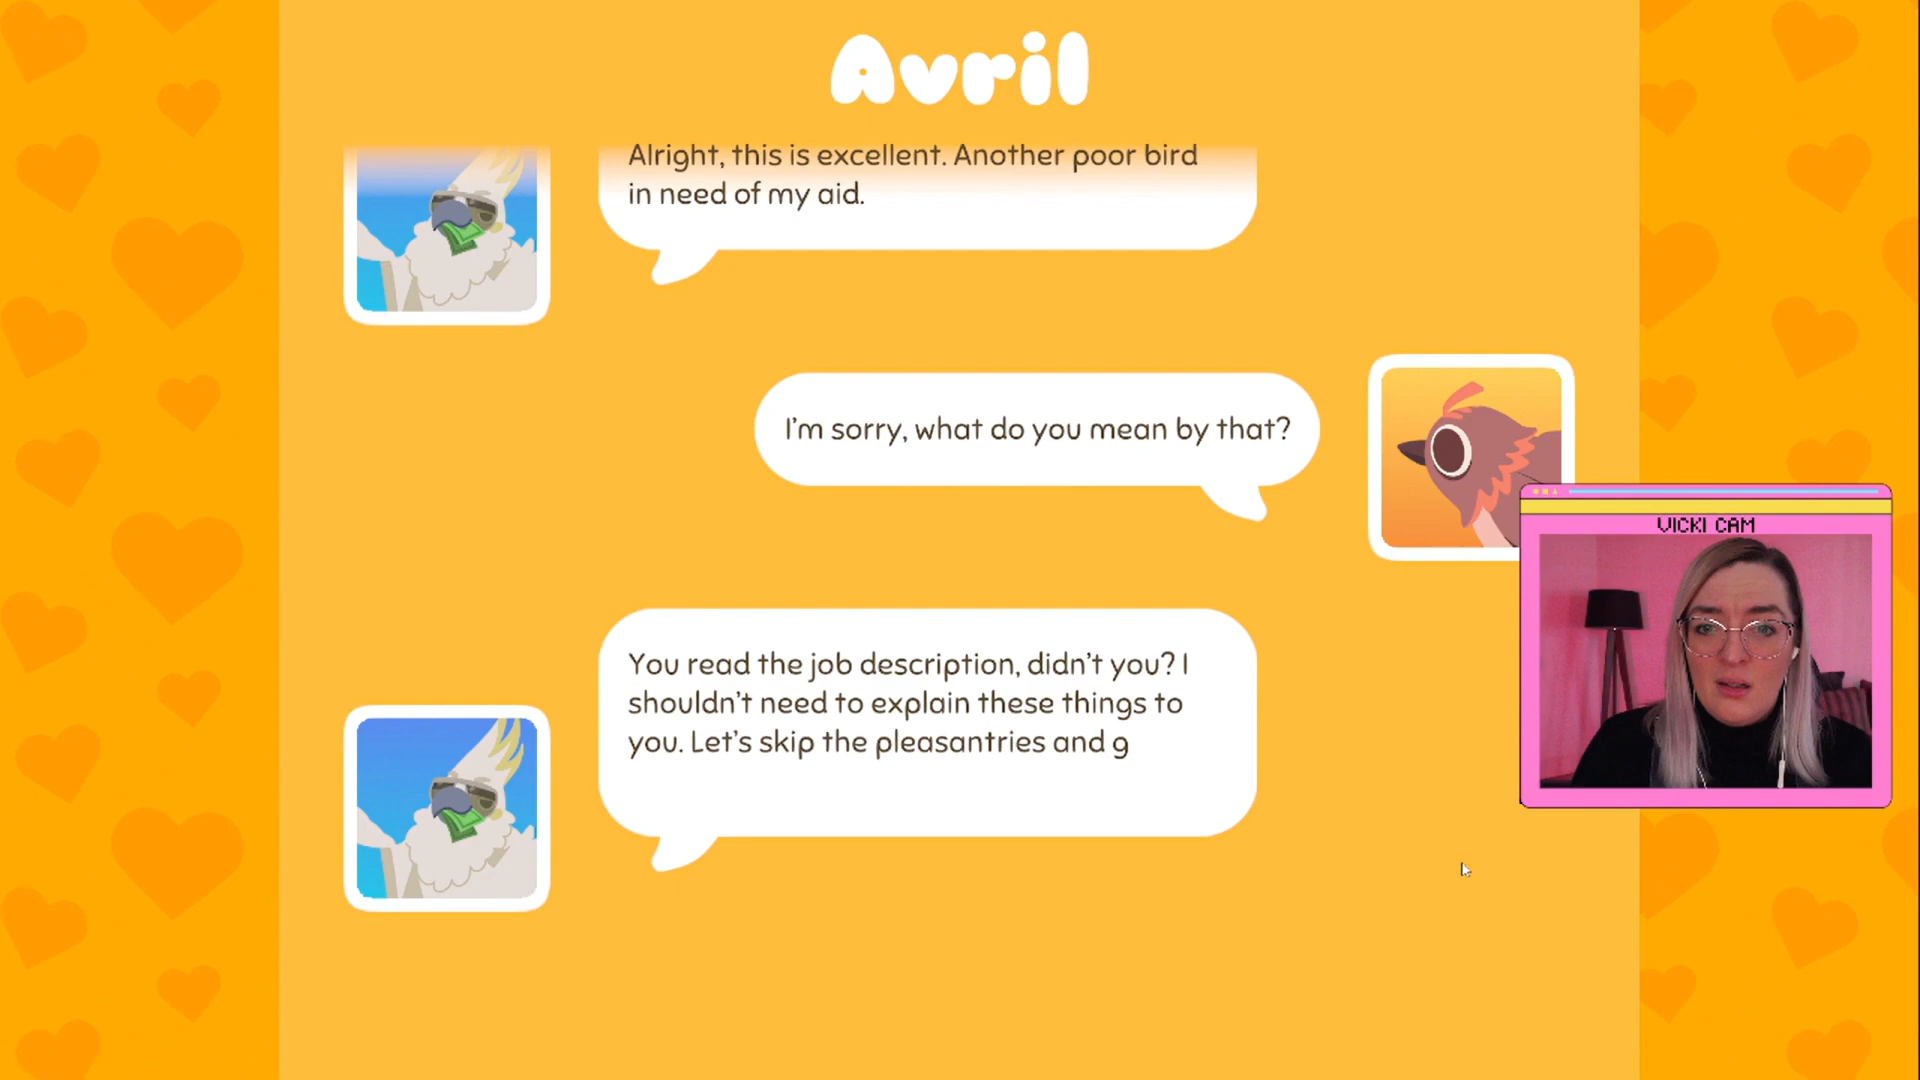 Avril
Alright, this is excellent. Another poor bird
in need of my aid.
I'm sorry, what do you mean by that?
VICKI CAM
You read the job description, didn't you? I
shouldn't need to explain these things to
you. Let's skip the pleasantries and g